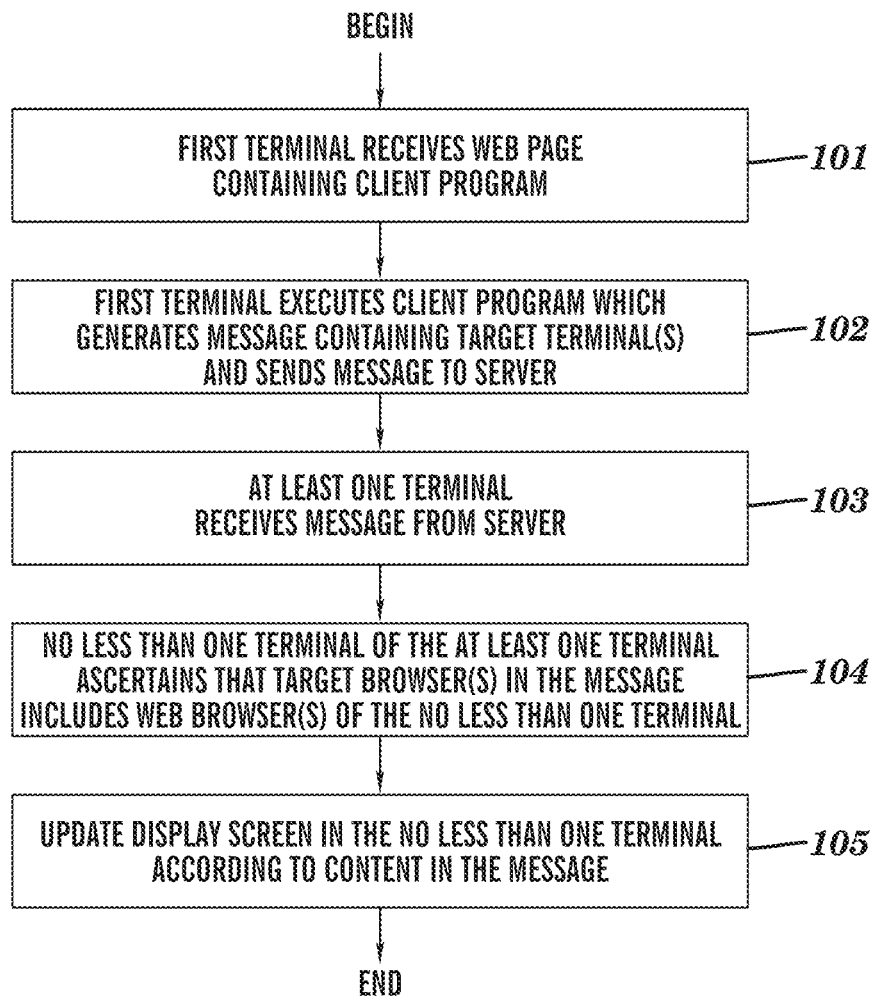 BEGIN
FIRST TERMINAL RECEIVES WEB PAGE
CONTAINING CLIENT PROGRAM
101
FIRST TERMINAL EXECUTES CLIENT PROGRAM WHICH
GENERATES MESSAGE CONTAINING TARGET TERMINAL(S)
AND SENDS MESSAGE TO SERVER
102
AT LEAST ONE TERMINAL
RECEIVES MESSAGE FROM SERVER
103
NO LESS THAN ONE TERMINAL OF THE AT LEAST ONE TERMINAL
ASCERTAINS THAT TARGET BROWSER(S) IN THE MESSAGE
INCLUDES WEB BROWSER(S) OF THE NO LESS THAN ONE TERMINAL
104
UPDATE DISPLAY SCREEN IN THE NO LESS THAN ONE TERMINAL
ACCORDING TO CONTENT IN THE MESSAGE
105
END